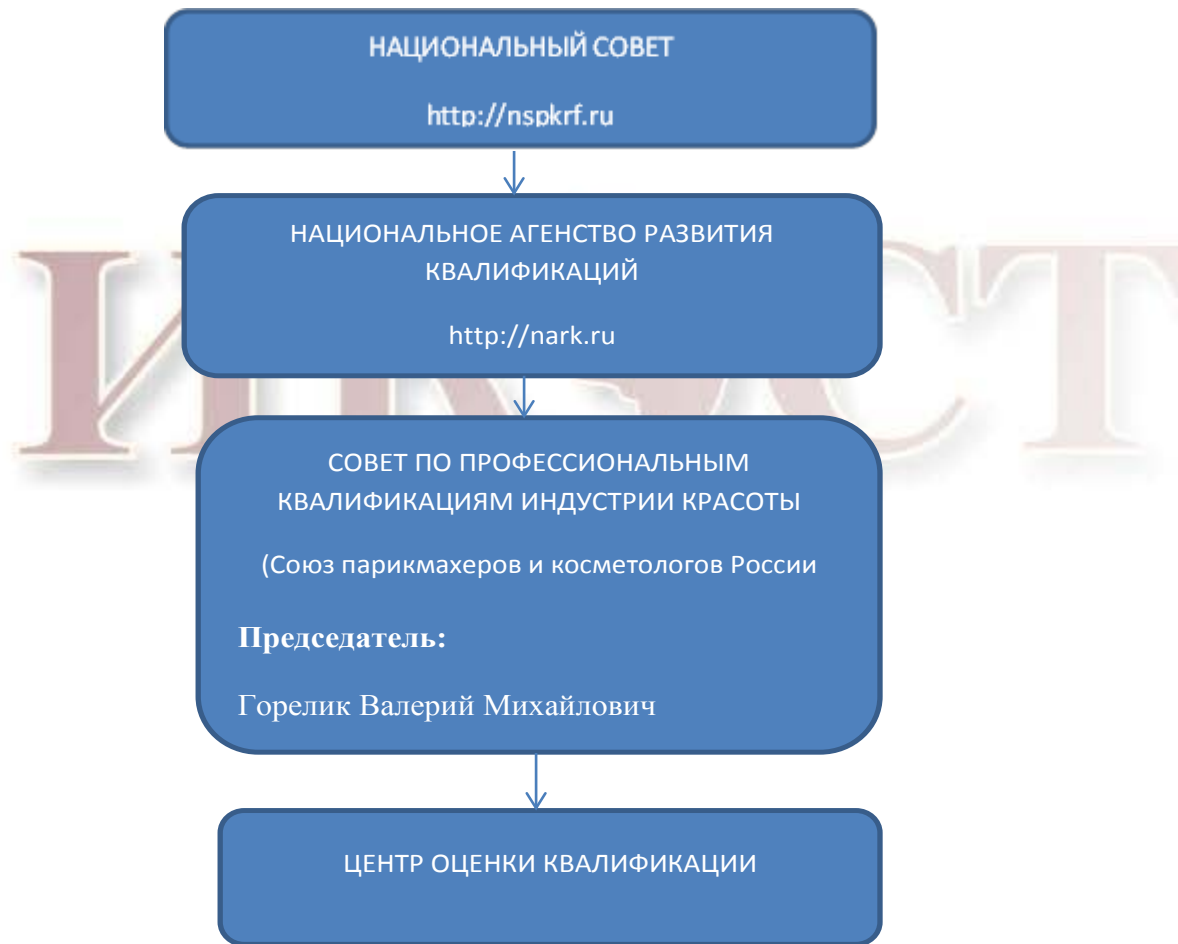 НАЦИОНАЛЬНЫЙ СОВЕТ
http://nspkrf.ru
НАЦИОНАЛЬНОЕ АГЕНСТВО РАЗВИТИЯ
КВАЛИФИКАЦИЙ
http://nark.ru
СОВЕТ ПО ПРОФЕССИОНАЛЬНЫМ
КВАЛИФИКАЦИЯМ ИНДУСТРИИ КРАСОТЫ
(Союз парикмахеров и косметологов России
Председатель:
Горелик Валерий Михайлович
ЦЕНТР ОЦЕНКИ КВАЛИФИКАЦИИ